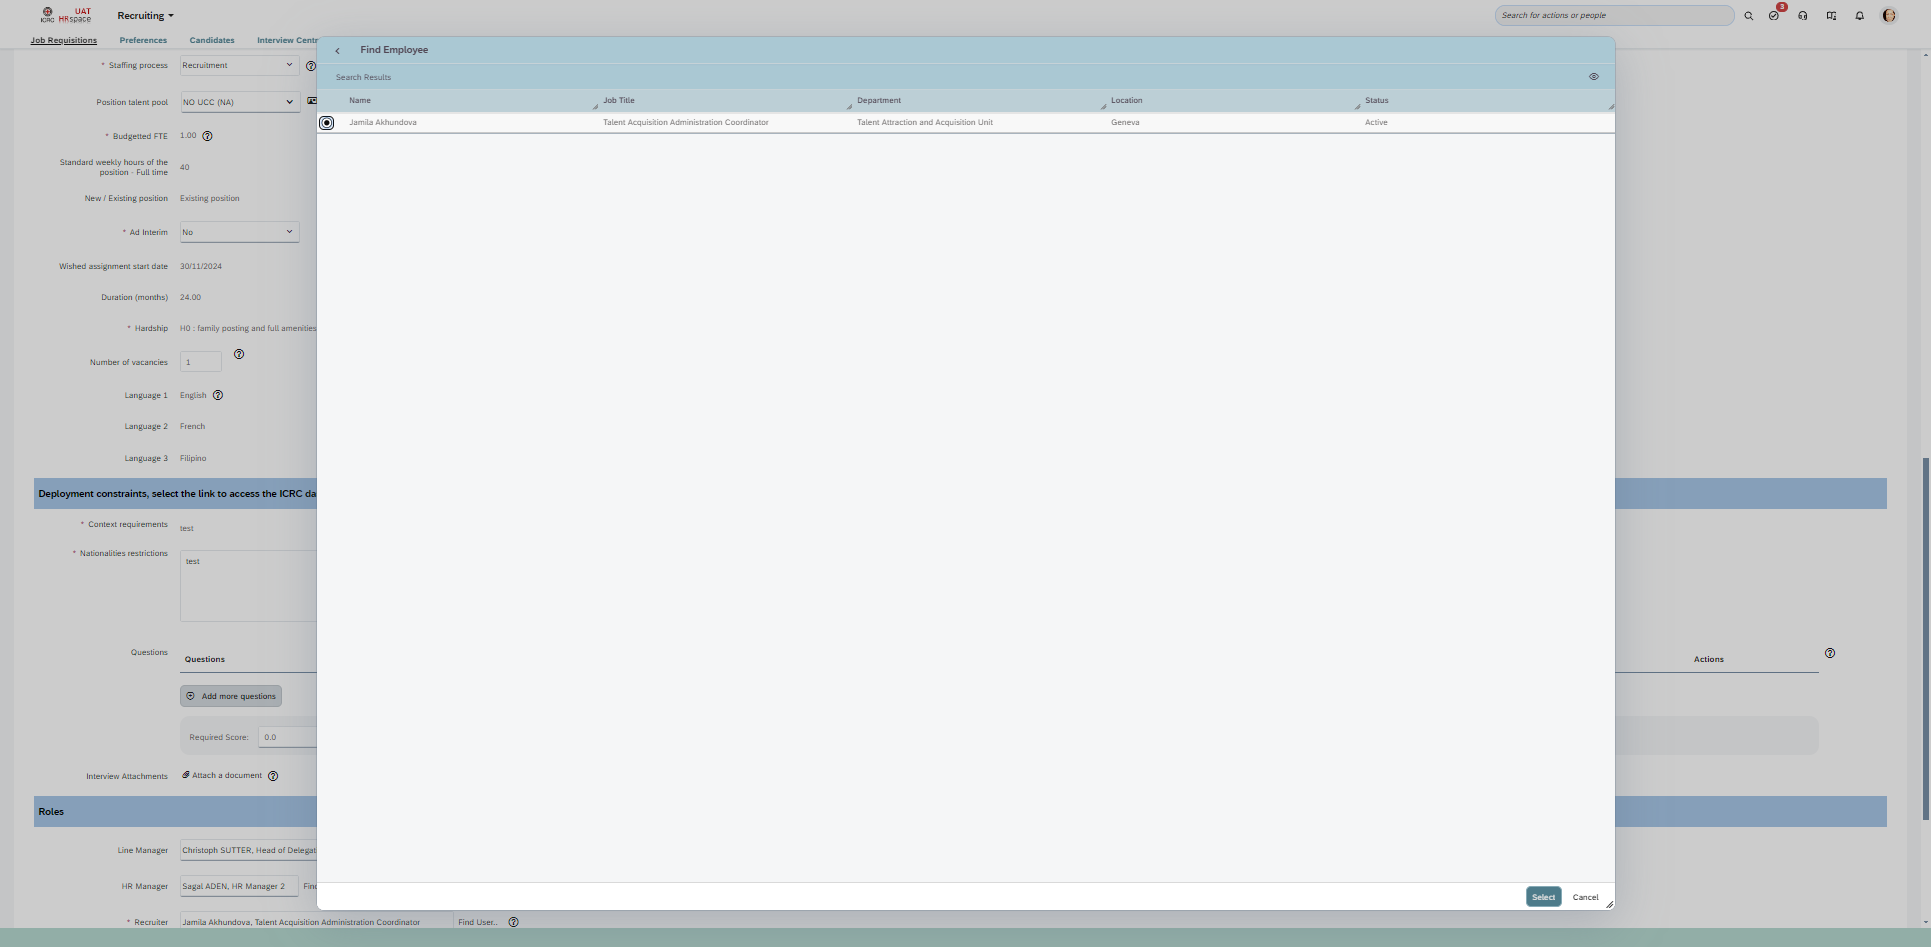 ICRC
UAT
HRspace
Recruiting
Search for actions or people
3
Job Requisitions
Preferences
Candidates
Interview Centr
* Staffing process
Recruitment
Position talent pool
NO UCC (NA)
* Budgetted FTE
1.00
Standard weekly hours of the
position - Full time
40
New / Existing position
Existing position
* Ad Interim
No
Wished assignment start date
30/11/2024
Duration (months)
24.00
* Hardship
H0 : family posting and full amenities
Number of vacancies
1
Language 1
English
Language 2
French
Language 3
Filipino
Deployment constraints, select the link to access the ICRC da
* Context requirements
test
* Nationalities restrictions
test
Questions
Questions
Actions
Add more questions
Required Score:
0.0
Interview Attachments
Attach a document
Roles
Line Manager
Christoph SUTTER, Head of Delegat
HR Manager
Sagal ADEN, HR Manager 2
Find
* Recruiter
Jamila Akhundova, Talent Acquisition Administration Coordinator
Find User..
Find Employee
Search Results
Name
Job Title
Department
Location
Status
Jamila Akhundova
Talent Acquisition Administration Coordinator
Talent Attraction and Acquisition Unit
Geneva
Active
Select
Cancel